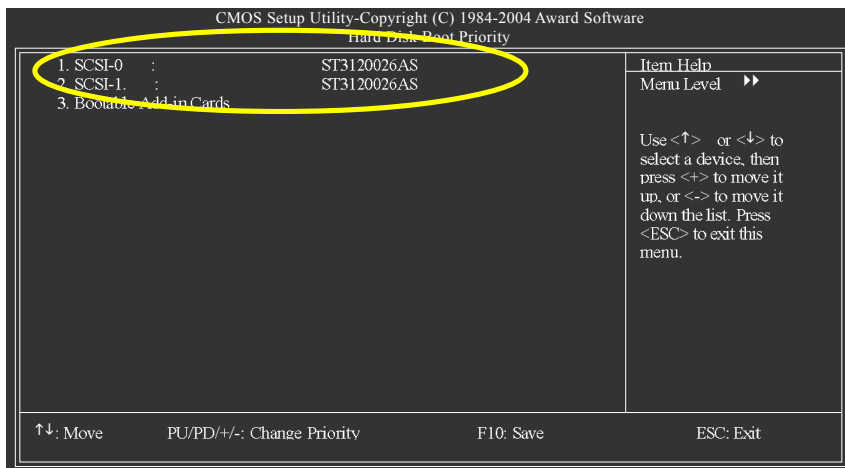 CMOS Setup Utility-Copyright (C) 1984-2004 Award Software
Hard Disk Boot Priority
1. SCSI-0 : ST3120026AS
2. SCSI-1. : ST3120026AS
3. Bootable Add-in Cards
Item Help
Menu Level ►►
Use <↑> or <↓> to
select a device, then
press <+> to move it
up, or <-> to move it
down the list. Press
<ESC> to exit this
menu.
↑↓: Move PU/PD/+/-: Change Priority F10: Save ESC: Exit